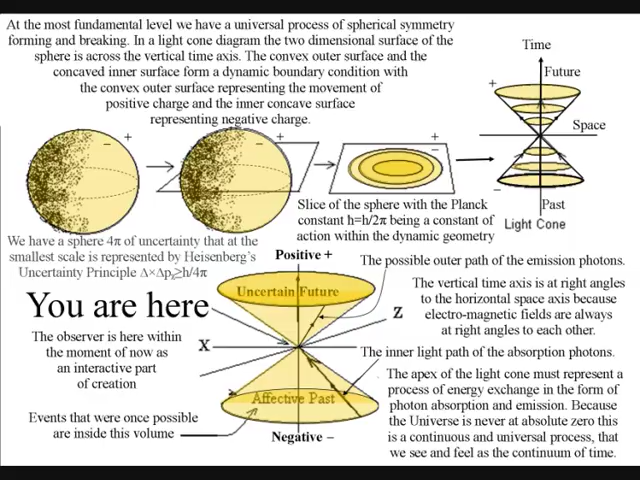 At the most fundamental level we have a universal process of spherical symmetry
forming and breaking. In a light cone diagram the two dimensional surface of the
sphere is across the vertical time axis. The convex outer surface and the
concaved inner surface form a dynamic boundary condition with
the convex outer surface representing the movement of
positive charge and the inner concave surface
representing negative charge.
Time
Future
+
Space
−
Past
Light Cone
+
−
+
−
+
−
Slice of the sphere with the Planck
constant h=h/2π being a constant of
action within the dynamic geometry
We have a sphere 4π of uncertainty that at the
smallest scale is represented by Heisenberg's
Uncertainty Principle Δ×Δpₓ≥h/4π
Positive +
The possible outer path of the emission photons.
Uncertain Future
The vertical time axis is at right angles
to the horizontal space axis because
electro-magnetic fields are always
at right angles to each other.
You are here
Z
X
The observer is here within
the moment of now as
an interactive part
of creation
The inner light path of the absorption photons.
The apex of the light cone must represent a
process of energy exchange in the form of
photon absorption and emission. Because
the Universe is never at absolute zero this
is a continuous and universal process, that
we see and feel as the continuum of time.
Affective Past
Events that were once possible
are inside this volume
Negative −